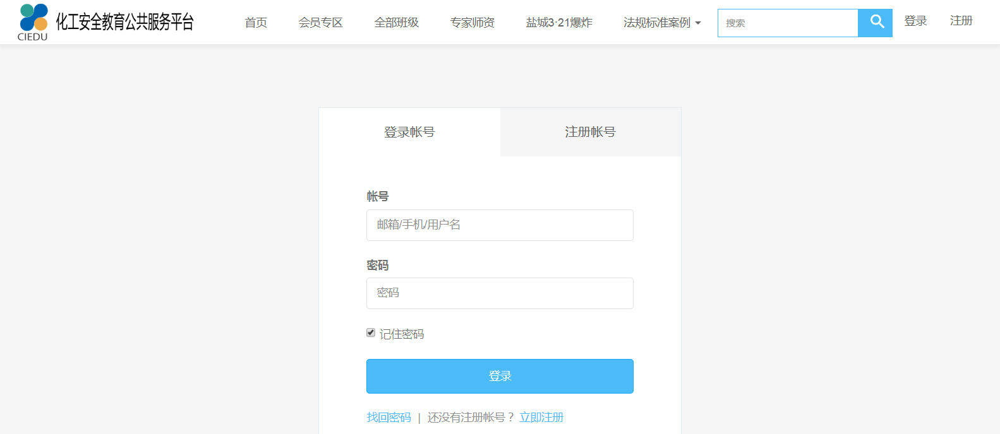 CIEDU
化工安全教育公共服务平台
首页
会员专区
全部班级
专家师资
盐城3·21爆炸
法规标准案例
搜索
登录
注册
登录帐号
注册帐号
帐号
邮箱/手机/用户名
密码
密码
记住密码
登录
找回密码 | 还没有注册帐号？ 立即注册